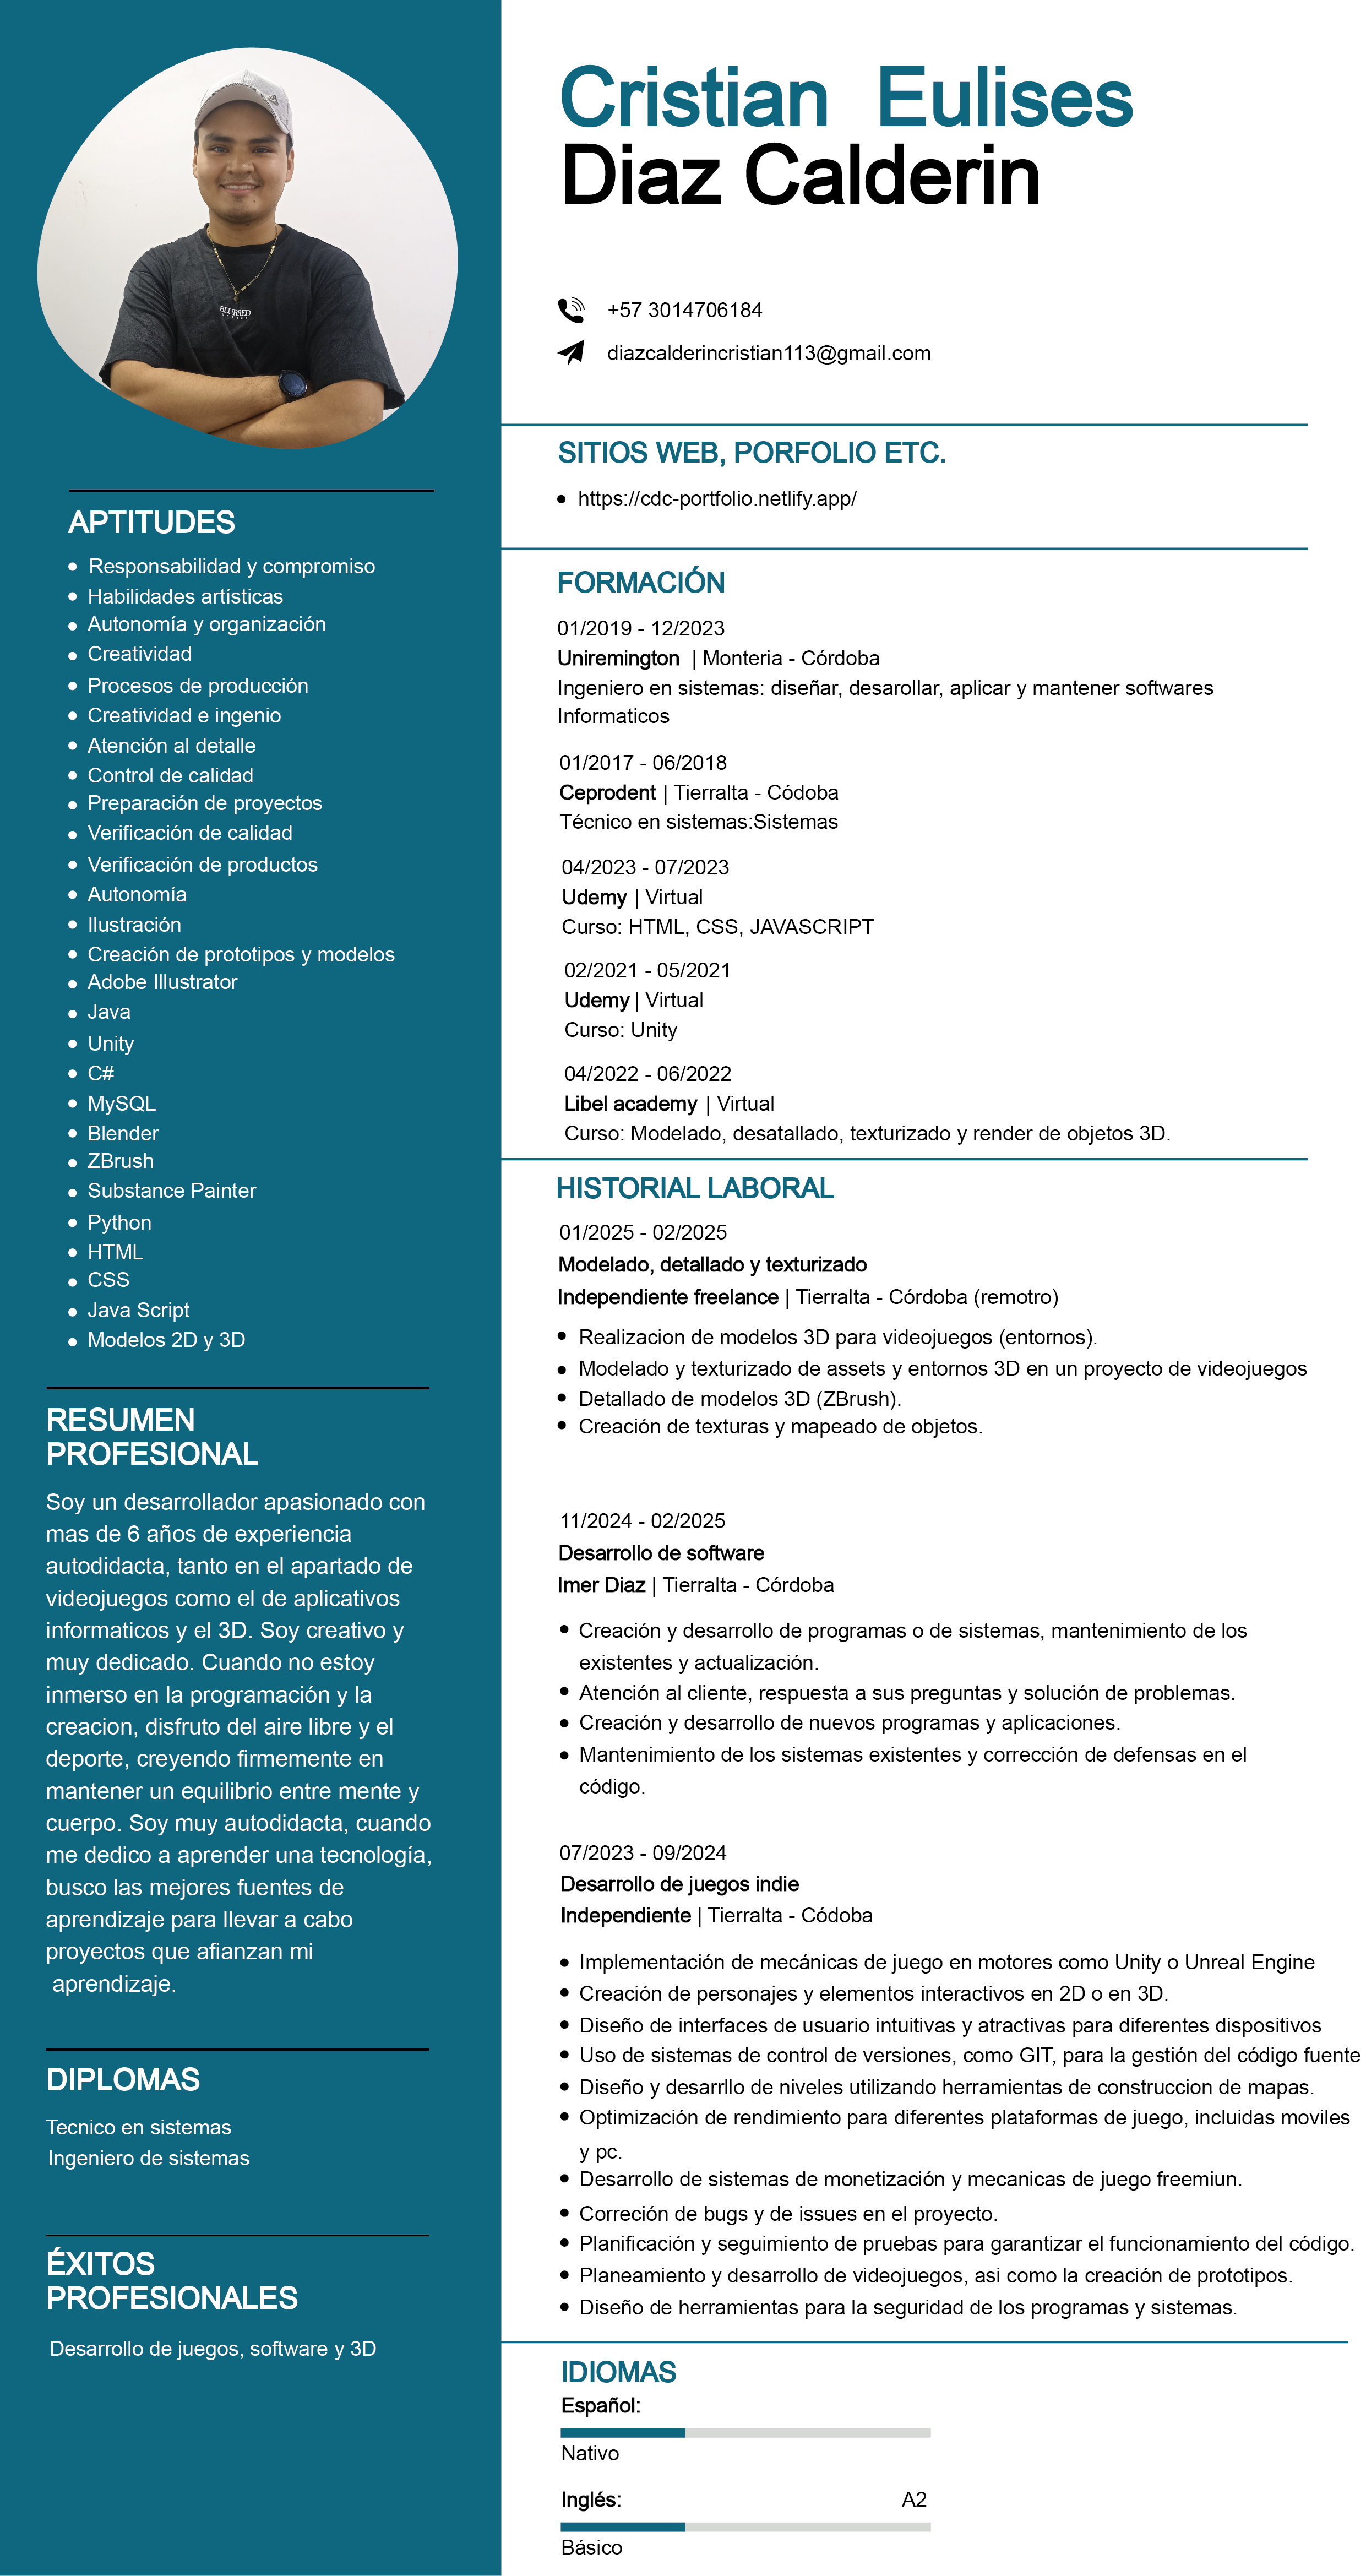 Cristian Eulises
Diaz Calderin
+57 3014706184
diazcalderincristian113@gmail.com
SITIOS WEB, PORFOLIO ETC.
https://cdc-portfolio.netlify.app/
FORMACIÓN
01/2019 - 12/2023
Uniremington | Monteria - Córdoba
Ingeniero en sistemas: diseñar, desarollar, aplicar y mantener softwares
Informaticos
01/2017 - 06/2018
Ceprodent | Tierralta - Códoba
Técnico en sistemas:Sistemas
04/2023 - 07/2023
Udemy | Virtual
Curso: HTML, CSS, JAVASCRIPT
02/2021 - 05/2021
Udemy | Virtual
Curso: Unity
04/2022 - 06/2022
Libel academy | Virtual
Curso: Modelado, desatallado, texturizado y render de objetos 3D.
HISTORIAL LABORAL
01/2025 - 02/2025
Modelado, detallado y texturizado
Independiente freelance | Tierralta - Córdoba (remotro)
Realizacion de modelos 3D para videojuegos (entornos).
Modelado y texturizado de assets y entornos 3D en un proyecto de videojuegos
Detallado de modelos 3D (ZBrush).
Creación de texturas y mapeado de objetos.
11/2024 - 02/2025
Desarrollo de software
Imer Diaz | Tierralta - Córdoba
Creación y desarrollo de programas o de sistemas, mantenimiento de los
existentes y actualización.
Atención al cliente, respuesta a sus preguntas y solución de problemas.
Creación y desarrollo de nuevos programas y aplicaciones.
Mantenimiento de los sistemas existentes y corrección de defensas en el
código.
07/2023 - 09/2024
Desarrollo de juegos indie
Independiente | Tierralta - Códoba
Implementación de mecánicas de juego en motores como Unity o Unreal Engine
Creación de personajes y elementos interactivos en 2D o en 3D.
Diseño de interfaces de usuario intuitivas y atractivas para diferentes dispositivos
Uso de sistemas de control de versiones, como GIT, para la gestión del código fuente
Diseño y desarrllo de niveles utilizando herramientas de construccion de mapas.
Optimización de rendimiento para diferentes plataformas de juego, incluidas moviles
y pc.
Desarrollo de sistemas de monetización y mecanicas de juego freemiun.
Correción de bugs y de issues en el proyecto.
Planificación y seguimiento de pruebas para garantizar el funcionamiento del código.
Planeamiento y desarrollo de videojuegos, asi como la creación de prototipos.
Diseño de herramientas para la seguridad de los programas y sistemas.
IDIOMAS
Español:
Nativo
Inglés: A2
Básico
BLURRED
APTITUDES
Responsabilidad y compromiso
Habilidades artísticas
Autonomía y organización
Creatividad
Procesos de producción
Creatividad e ingenio
Atención al detalle
Control de calidad
Preparación de proyectos
Verificación de calidad
Verificación de productos
Autonomía
Ilustración
Creación de prototipos y modelos
Adobe Illustrator
Java
Unity
C#
MySQL
Blender
ZBrush
Substance Painter
Python
HTML
CSS
Java Script
Modelos 2D y 3D
RESUMEN
PROFESIONAL
Soy un desarrollador apasionado con
mas de 6 años de experiencia
autodidacta, tanto en el apartado de
videojuegos como el de aplicativos
informaticos y el 3D. Soy creativo y
muy dedicado. Cuando no estoy
inmerso en la programación y la
creacion, disfruto del aire libre y el
deporte, creyendo firmemente en
mantener un equilibrio entre mente y
cuerpo. Soy muy autodidacta, cuando
me dedico a aprender una tecnología,
busco las mejores fuentes de
aprendizaje para llevar a cabo
proyectos que afianzan mi
aprendizaje.
DIPLOMAS
Tecnico en sistemas
Ingeniero de sistemas
ÉXITOS
PROFESIONALES
Desarrollo de juegos, software y 3D